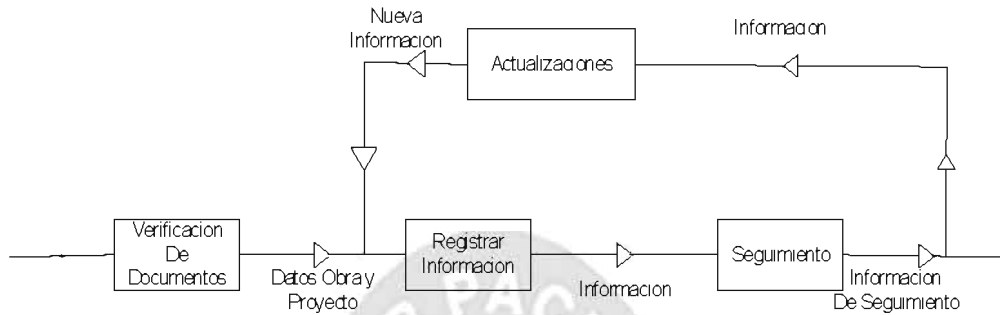 Nueva
Informacion
Actualizaciones
Informacion
Verificacion
De
Documentos
Datos Obra y
Proyecto
Registrar
Informacion
Informacion
Seguimiento
Informacion
De Seguimiento